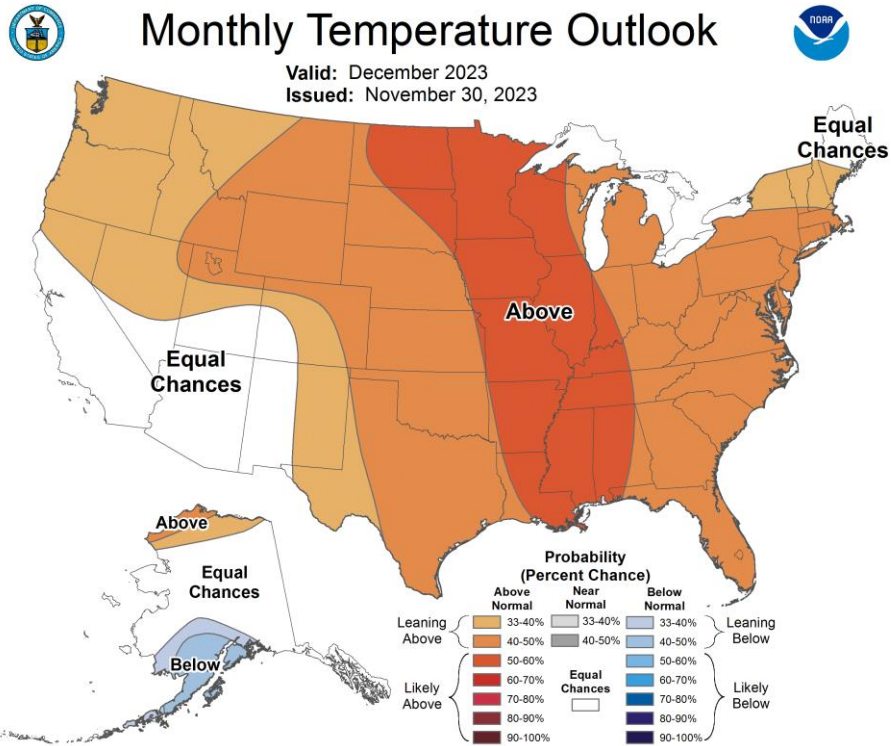 Monthly Temperature Outlook
NOAA
Valid: December 2023
Issued: November 30, 2023
Equal
Chances
Above
Equal
Chances
Above
Equal
Chances
Below
Probability
(Percent Chance)
Above
Normal
Near
Normal
Below
Normal
Leaning
Above
33-40%
33-40%
33-40%
Leaning
Below
40-50%
40-50%
40-50%
Likely
Above
50-60%
60-70%
70-80%
80-90%
90-100%
Equal
Chances
50-60%
60-70%
70-80%
80-90%
90-100%
Likely
Below